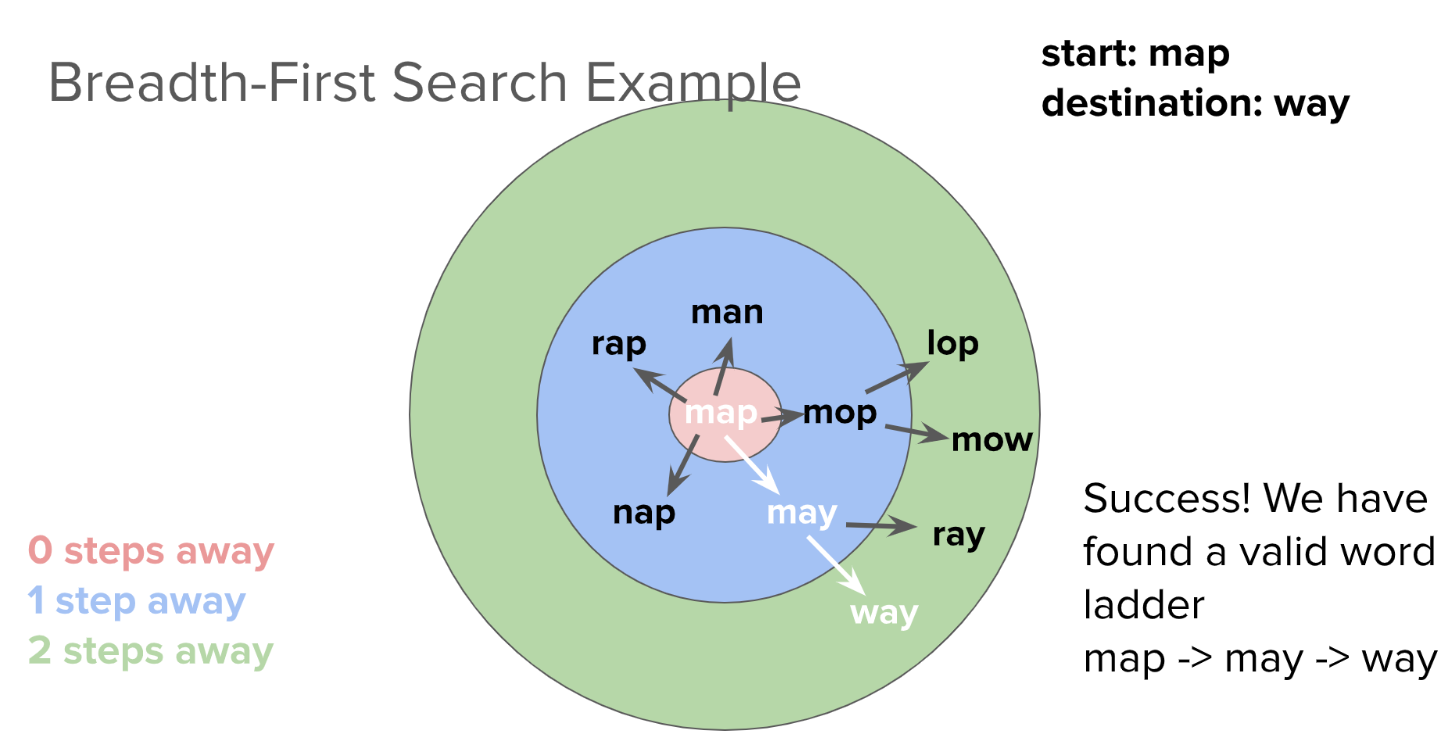 Breadth-First Search Example
start: map
destination: way
man
rap
lop
map
mop
mow
nap
may
ray
way
0 steps away
1 step away
2 steps away
Success! We have
found a valid word
ladder
map -> may -> way